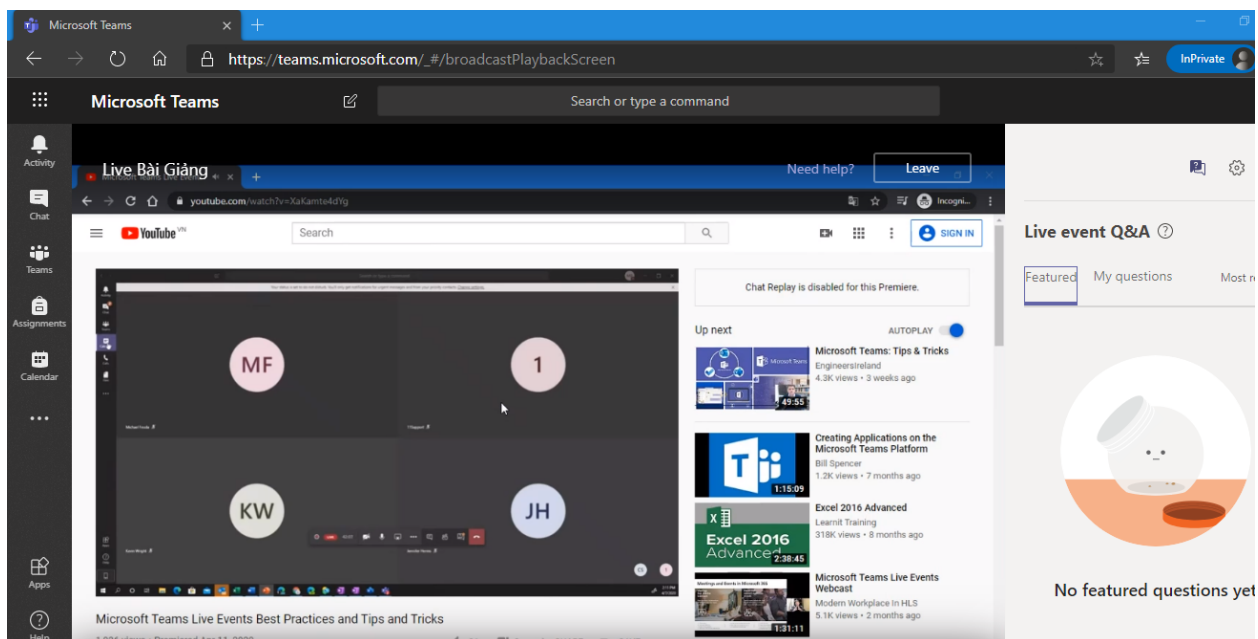 Microsoft Teams
https://teams.microsoft.com/_#/broadcastPlaybackScreen
InPrivate
Microsoft Teams
Search or type a command
Activity
Chat
Teams
Assignments
Calendar
Apps
Help
Live Bài Giảng
Need help?
Leave
youtube.com/watch?v=XaKamte4dYg
Incogni...
YouTube VN
Search
SIGN IN
MF
1
KW
JH
Chat Replay is disabled for this Premiere.
Up next
AUTOPLAY
Microsoft Teams: Tips & Tricks
EngineersIreland
4.3K views • 3 weeks ago
49:55
Creating Applications on the
Microsoft Teams Platform
Bill Spencer
1.2K views • 7 months ago
1:15:09
Excel 2016 Advanced
Learnit Training
318K views • 8 months ago
Excel 2016
Advanced
2:38:45
Microsoft Teams Live Events
Webcast
Modern Workplace In HLS
5.1K views • 2 months ago
1:31:11
Microsoft Teams Live Events Best Practices and Tips and Tricks
Live event Q&A
Featured
My questions
Most re
No featured questions yet